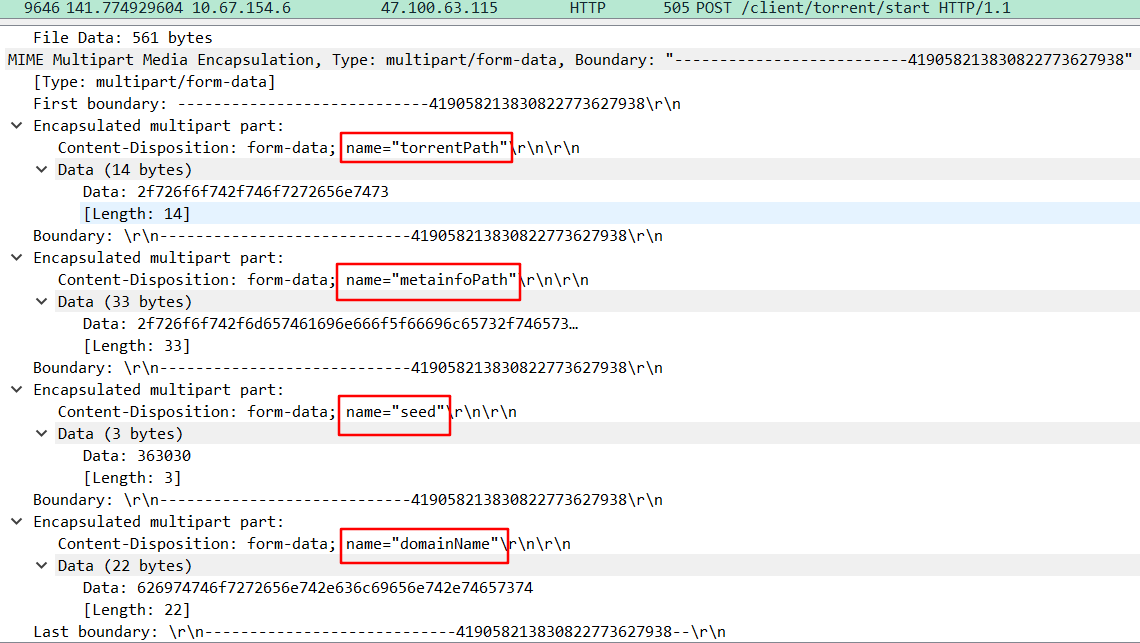 9646 141.774929604 10.67.154.6 47.100.63.115 HTTP 505 POST /client/torrent/start HTTP/1.1
File Data: 561 bytes
MIME Multipart Media Encapsulation, Type: multipart/form-data, Boundary: "---------------------------419058213830822773627938"
[Type: multipart/form-data]
First boundary: -----------------------------419058213830822773627938\r\n
Encapsulated multipart part:
Content-Disposition: form-data; name="torrentPath"\r\n\r\n
Data (14 bytes)
Data: 2f726f6f742f746f7272656e7473
[Length: 14]
Boundary: \r\n-----------------------------419058213830822773627938\r\n
Encapsulated multipart part:
Content-Disposition: form-data; name="metainfoPath"\r\n\r\n
Data (33 bytes)
Data: 2f726f6f742f6d657461696e666f5f66696c65732f746573…
[Length: 33]
Boundary: \r\n-----------------------------419058213830822773627938\r\n
Encapsulated multipart part:
Content-Disposition: form-data; name="seed"\r\n\r\n
Data (3 bytes)
Data: 363030
[Length: 3]
Boundary: \r\n-----------------------------419058213830822773627938\r\n
Encapsulated multipart part:
Content-Disposition: form-data; name="domainName"\r\n\r\n
Data (22 bytes)
Data: 626974746f7272656e742e636c69656e742e74657374
[Length: 22]
Last boundary: \r\n-----------------------------419058213830822773627938--\r\n